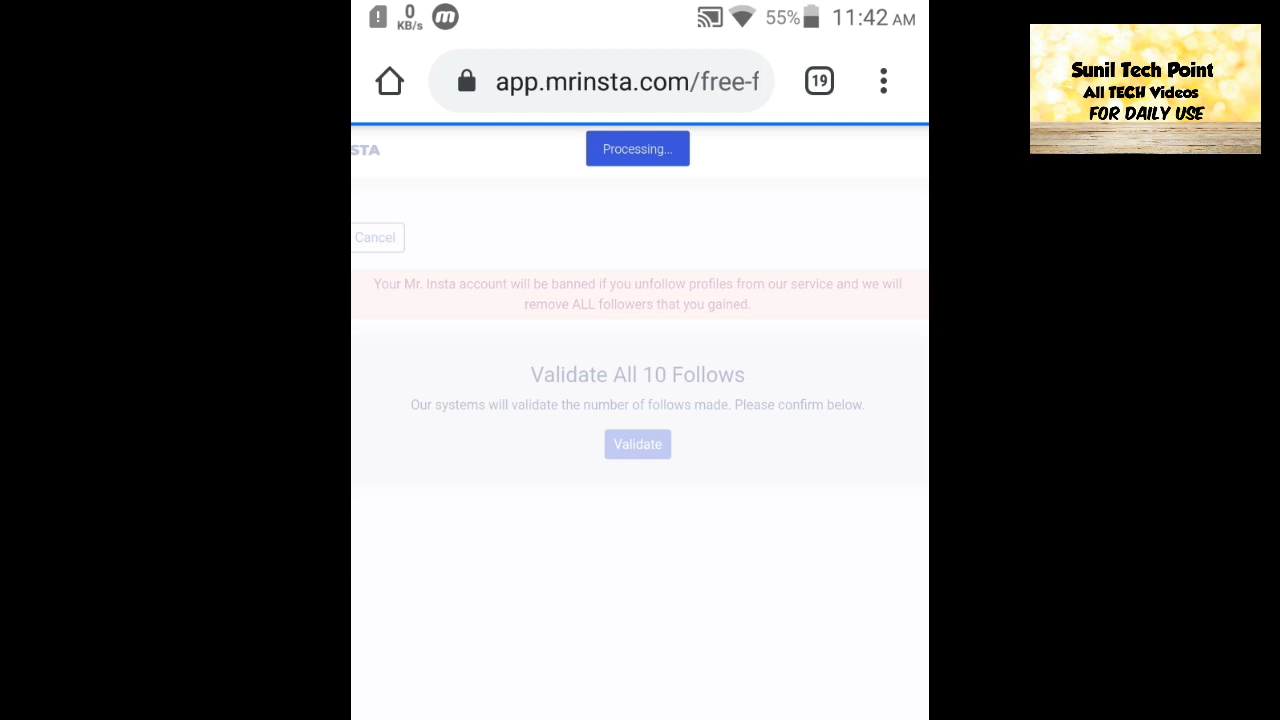 0
KB/s
55%
11:42 AM
app.mrinsta.com/free-f
19
STA
Processing...
Cancel
Your Mr. Insta account will be banned if you unfollow profiles from our service and we will
remove ALL followers that you gained.
Validate All 10 Follows
Our systems will validate the number of follows made. Please confirm below.
Validate
Sunil Tech Point
All TECH Videos
FOR DAILY USE